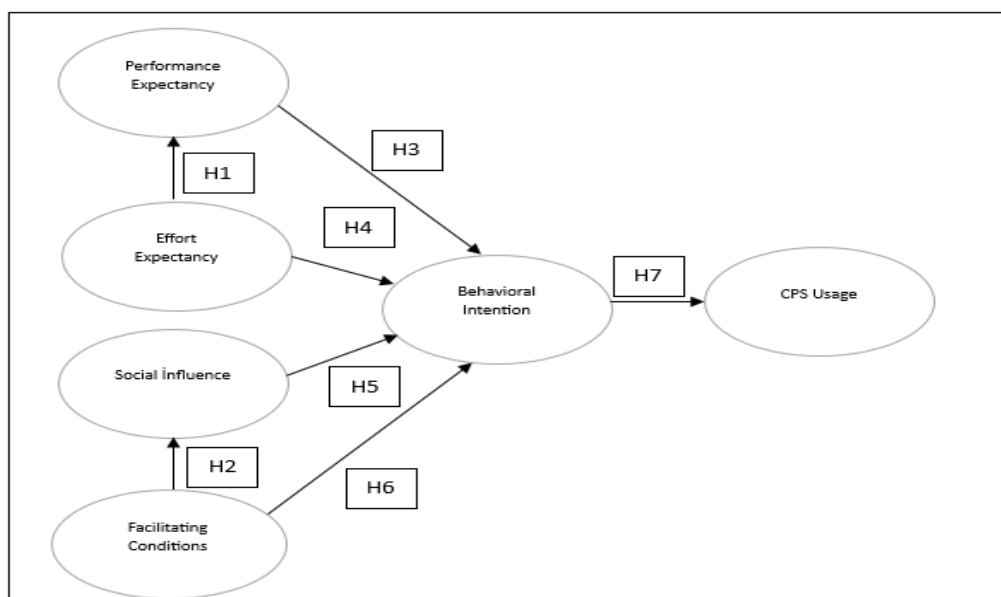 Performance
Expectancy
H1
H3
Effort
Expectancy
H4
Behavioral
Intention
H7
CPS Usage
Social İnfluence
H5
H2
H6
Facilitating
Conditions